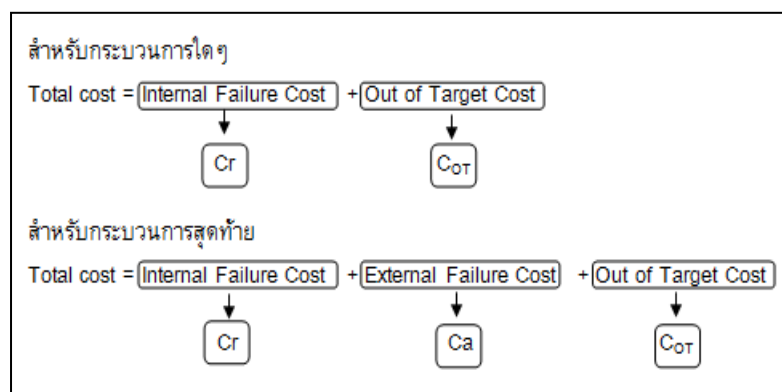 สำหรับกระบวนการใดๆ
Total cost = Internal Failure Cost + Out of Target Cost
Cr C_OT
สำหรับกระบวนการสุดท้าย
Total cost = Internal Failure Cost + External Failure Cost + Out of Target Cost
Cr Ca C_OT